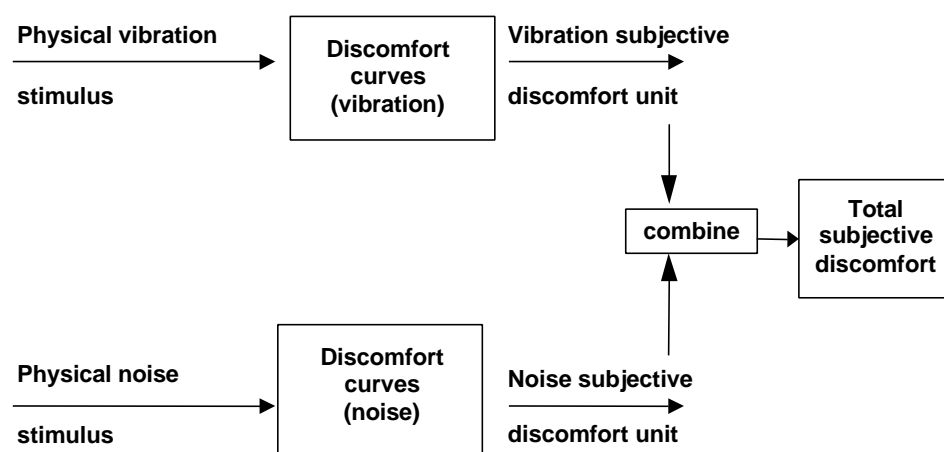 Physical vibration
stimulus
Discomfort
curves
(vibration)
Vibration subjective
discomfort unit
combine
Total
subjective
discomfort
Physical noise
stimulus
Discomfort
curves
(noise)
Noise subjective
discomfort unit